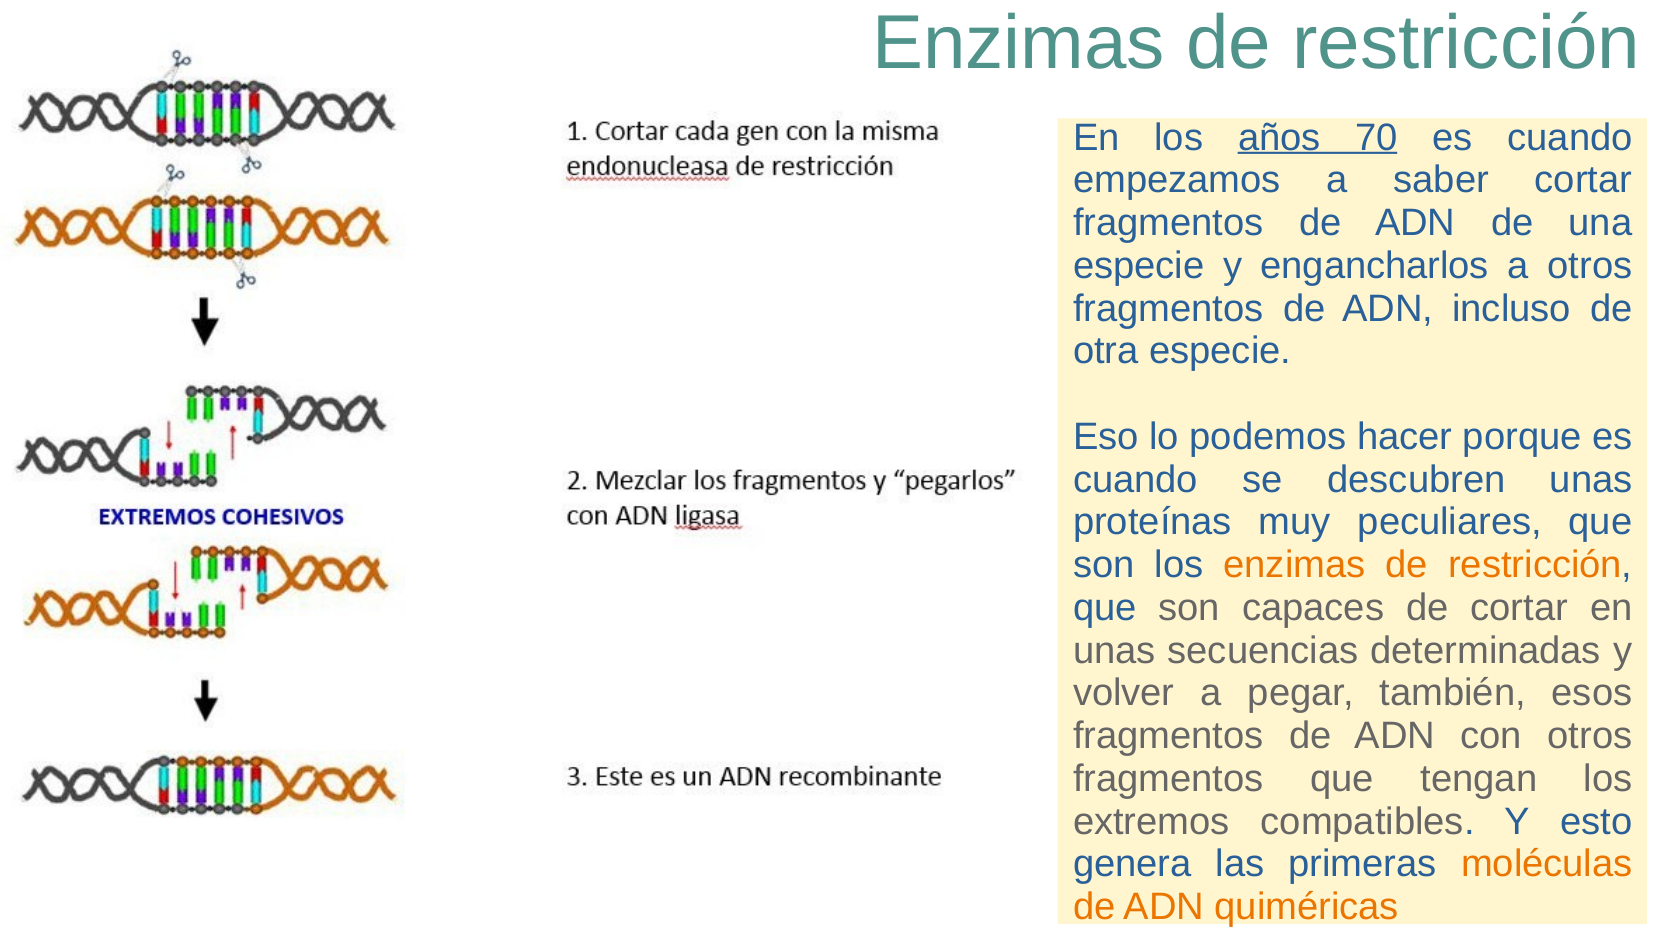 Enzimas de restricción
1. Cortar cada gen con la misma
endonucleasa de restricción
EXTREMOS COHESIVOS
2. Mezclar los fragmentos y “pegarlos”
con ADN ligasa
3. Este es un ADN recombinante
En los años 70 es cuando
empezamos a saber cortar
fragmentos de ADN de una
especie y engancharlos a otros
fragmentos de ADN, incluso de
otra especie.
Eso lo podemos hacer porque es
cuando se descubren unas
proteínas muy peculiares, que
son los enzimas de restricción,
que son capaces de cortar en
unas secuencias determinadas y
volver a pegar, también, esos
fragmentos de ADN con otros
fragmentos que tengan los
extremos compatibles. Y esto
genera las primeras moléculas
de ADN quiméricas